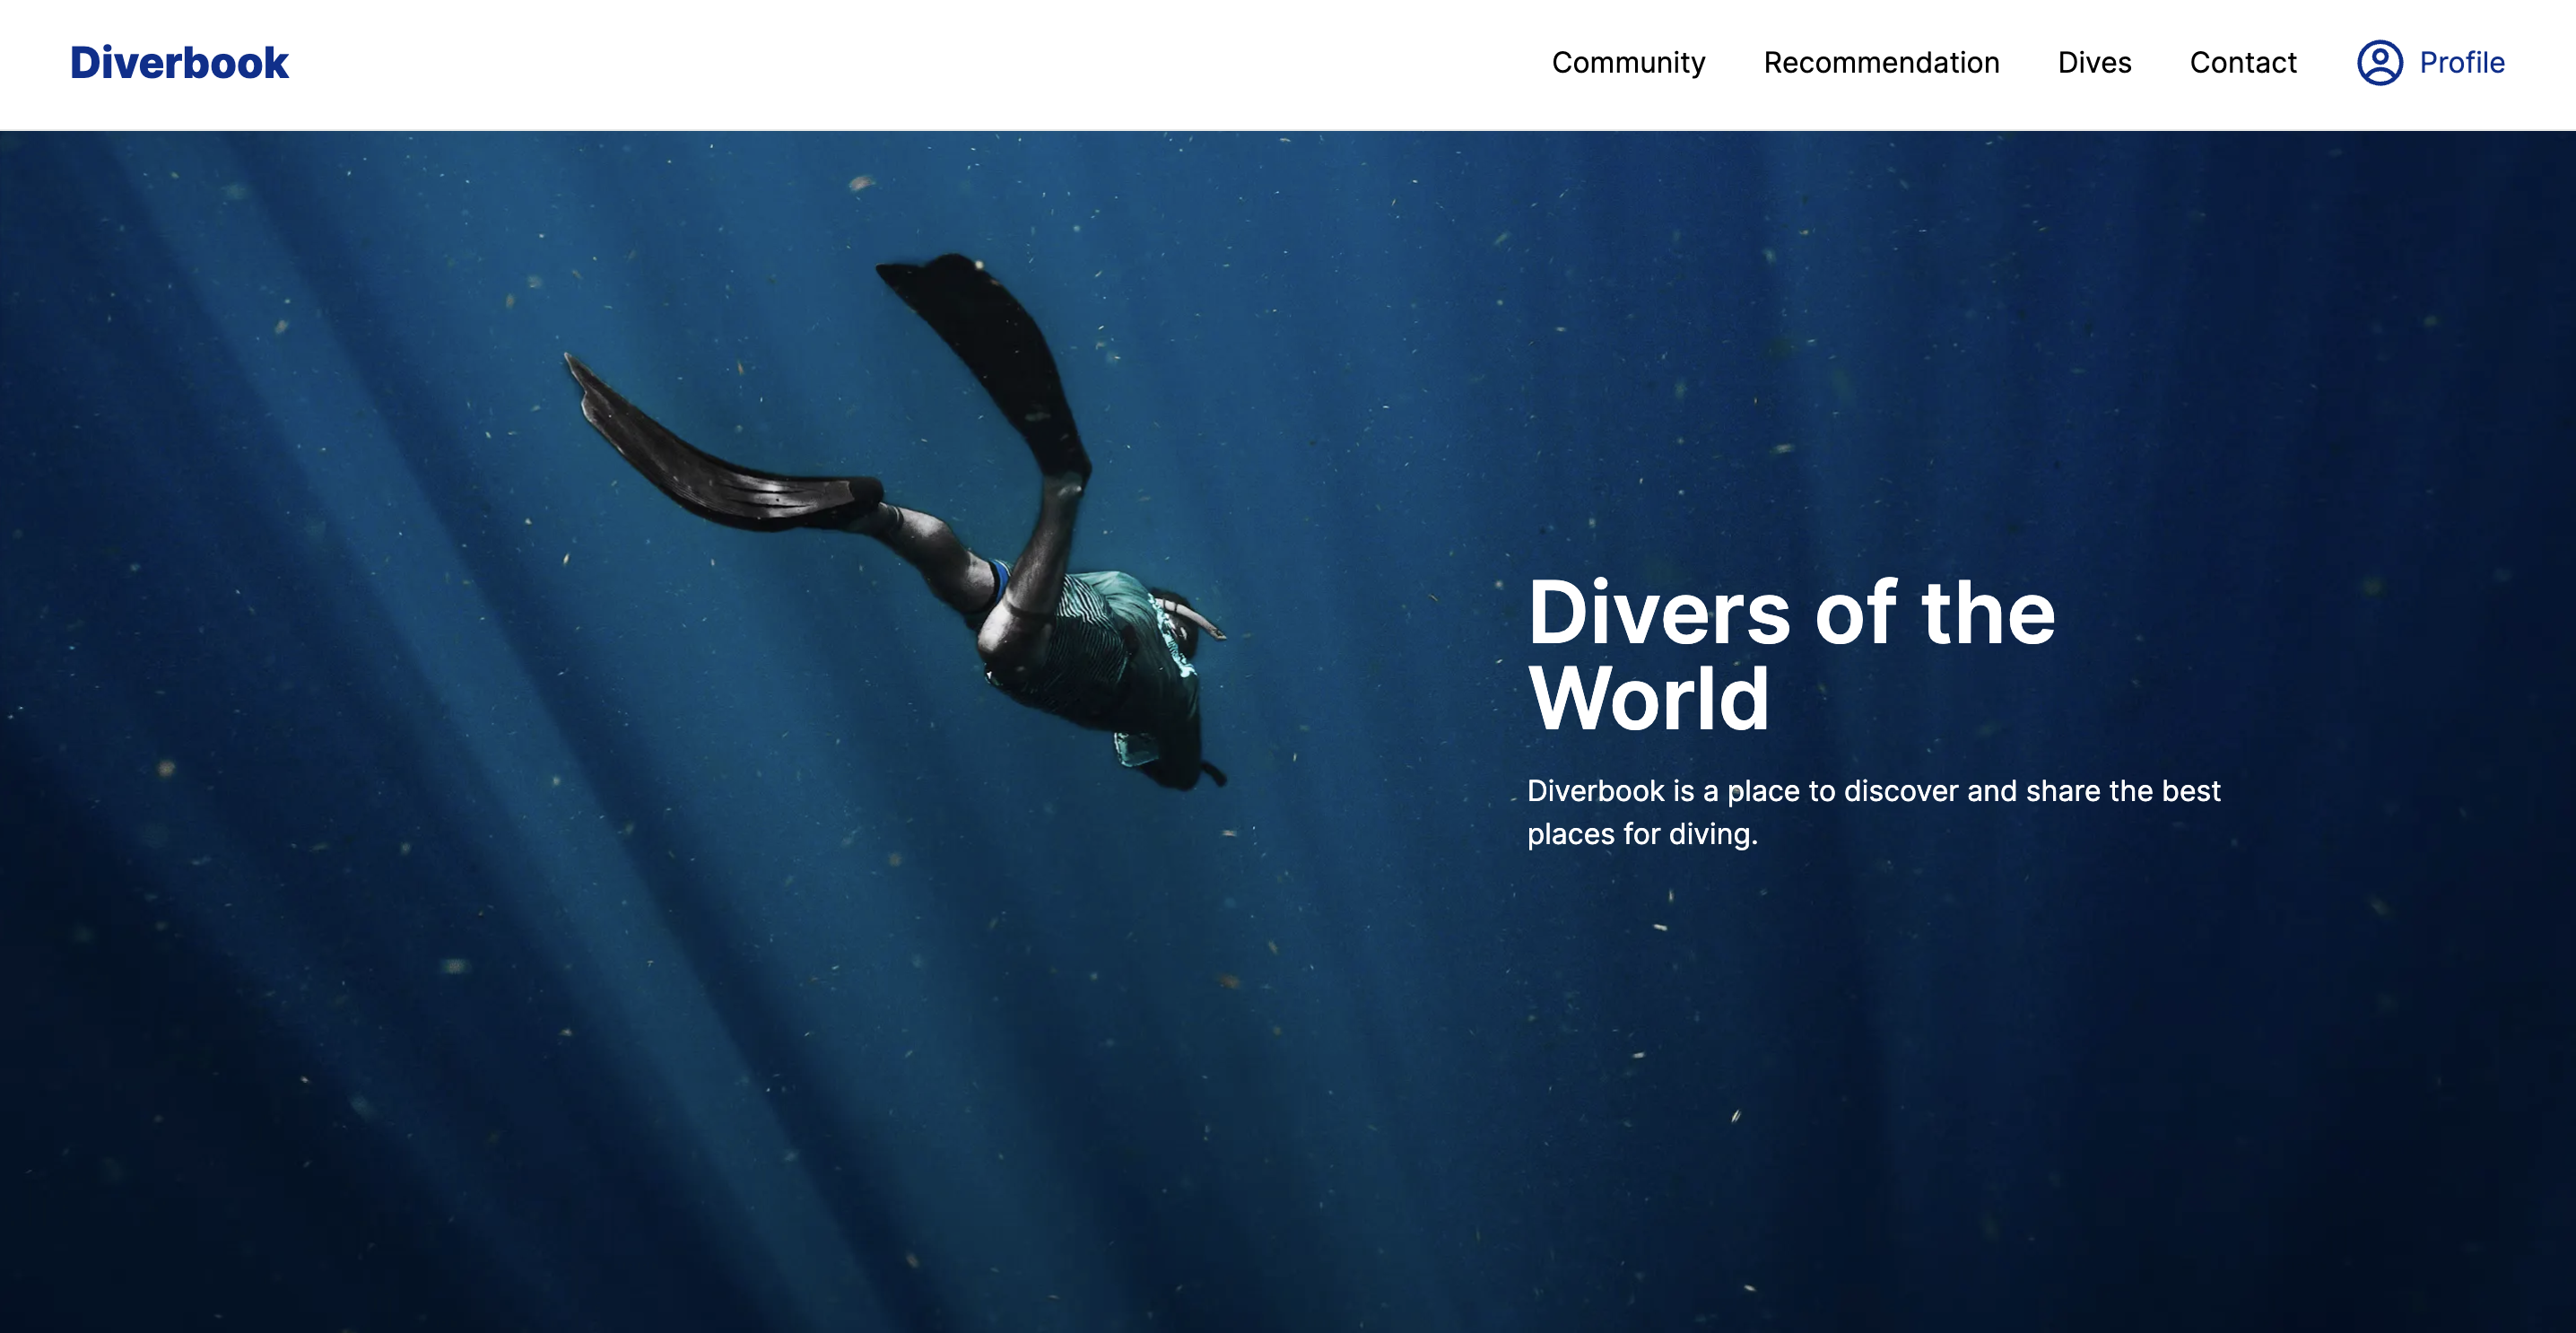 Diverbook
Community
Recommendation
Dives
Contact
Profile
Divers of the
World
Diverbook is a place to discover and share the best
places for diving.